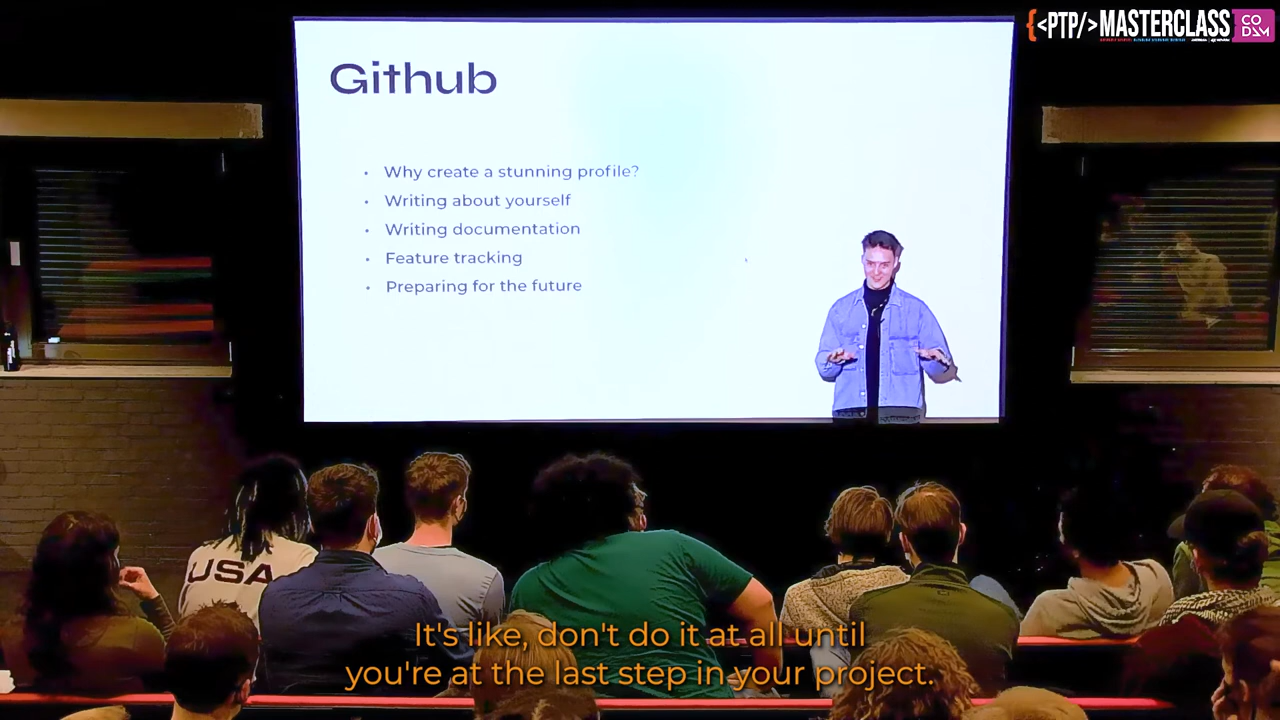 {<PTP/>MASTERCLASS
CO
D&M
Github
• Why create a stunning profile?
• Writing about yourself
• Writing documentation
• Feature tracking
• Preparing for the future
USA
It's like, don't do it at all until
you're at the last step in your project.